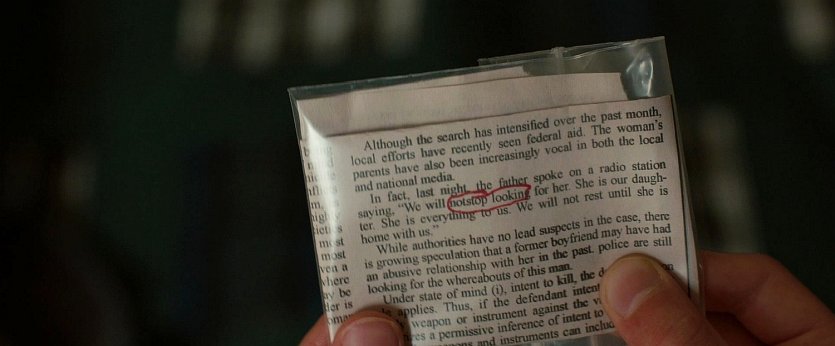 Although the search has intensified over the past month,
local efforts have recently seen federal aid. The woman's
parents have also been increasingly vocal in both the local
and national media.
In fact, last night, the father spoke on a radio station
saying, "We will notstop looking for her. She is our daugh-
ter. She is everything to us. We will not rest until she is
home with us."
While authorities have no lead suspects in the case, there
is growing speculation that a former boyfriend may have had
an abusive relationship with her in the past. police are still
looking for the whereabouts of this man.
Under state of mind (i), intent to kill, the
applies. Thus, if the defendant intent
weapon or instrument against the
a permissive inference of intent to
and instruments can includ
most
most